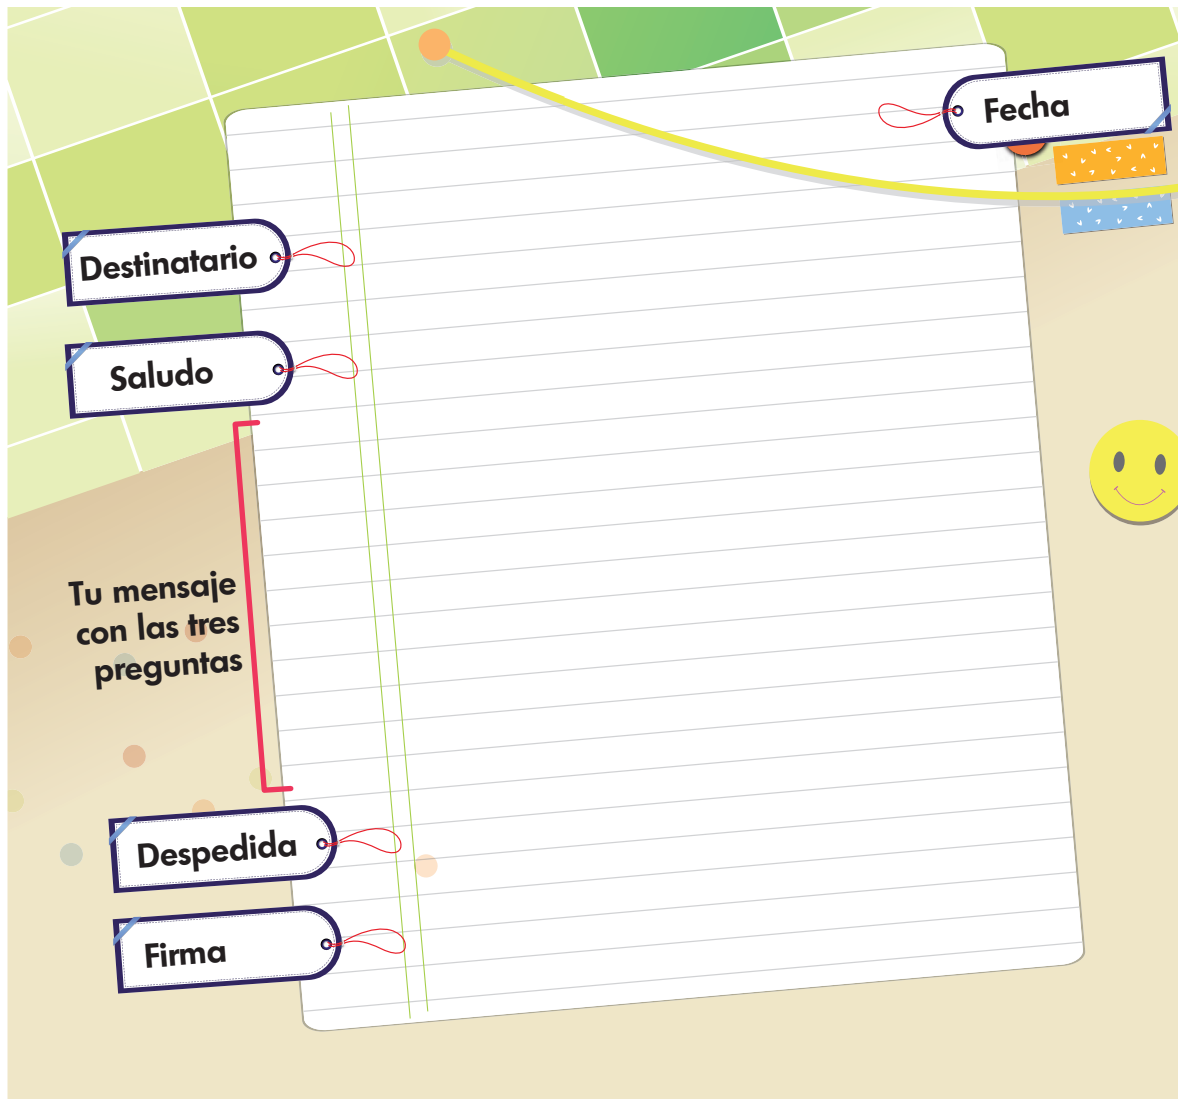 Fecha
Destinatario
Saludo
Tu mensaje
con las tres
preguntas
Despedida
Firma